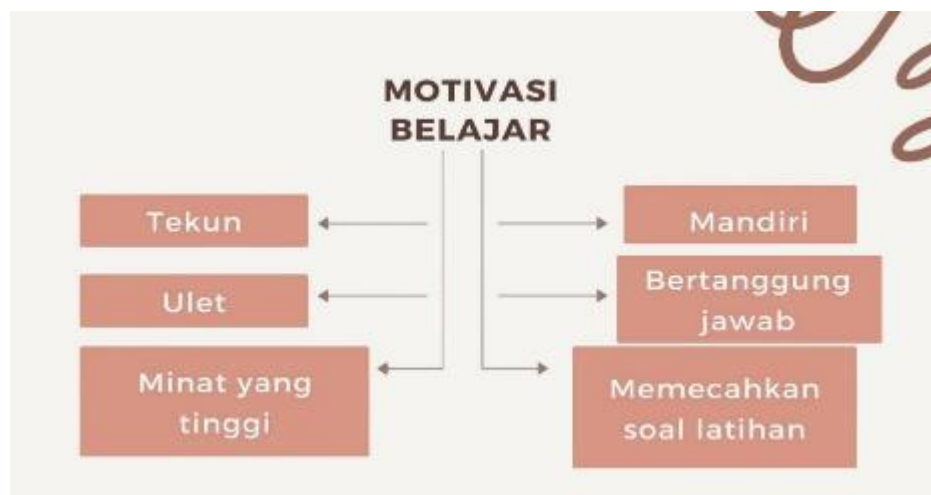 MOTIVASI
BELAJAR
Tekun
Ulet
Minat yang
tinggi
Mandiri
Bertanggung
jawab
Memecahkan
soal latihan